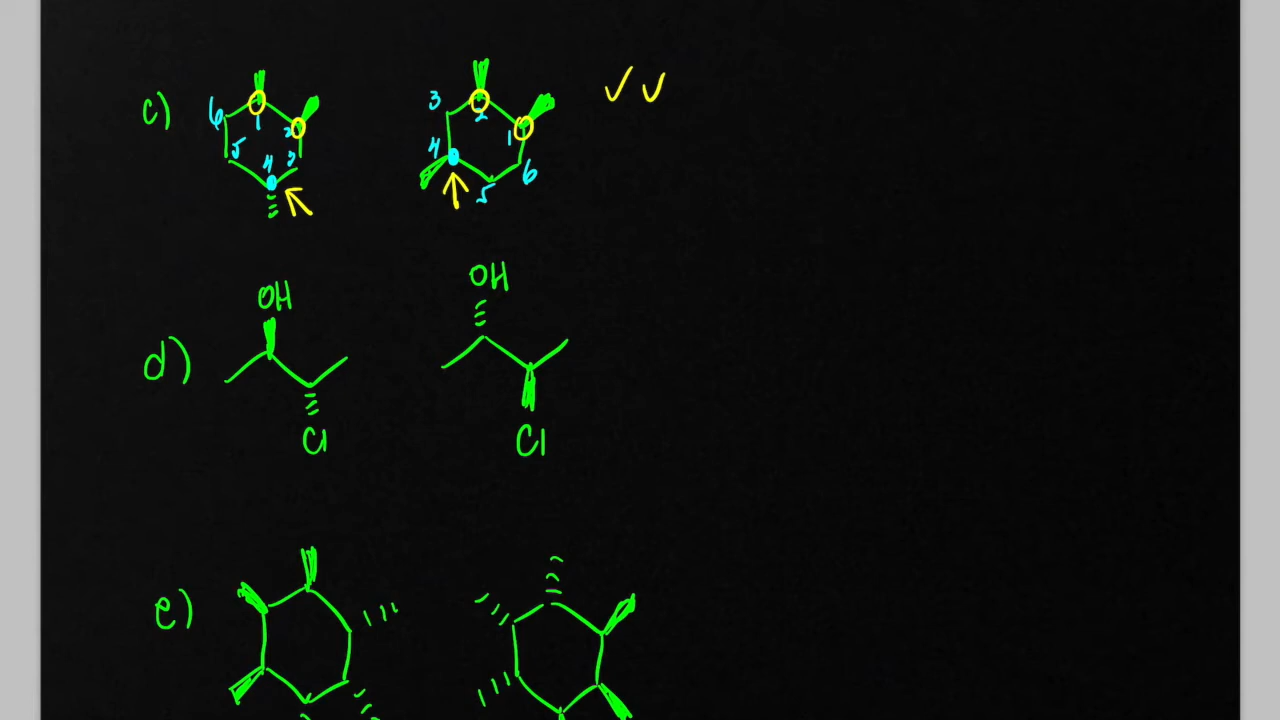 c) 6 1 2 3 4 5 3 2 1 4 5 6 ✓✓
d) OH OH
Cl Cl
e)